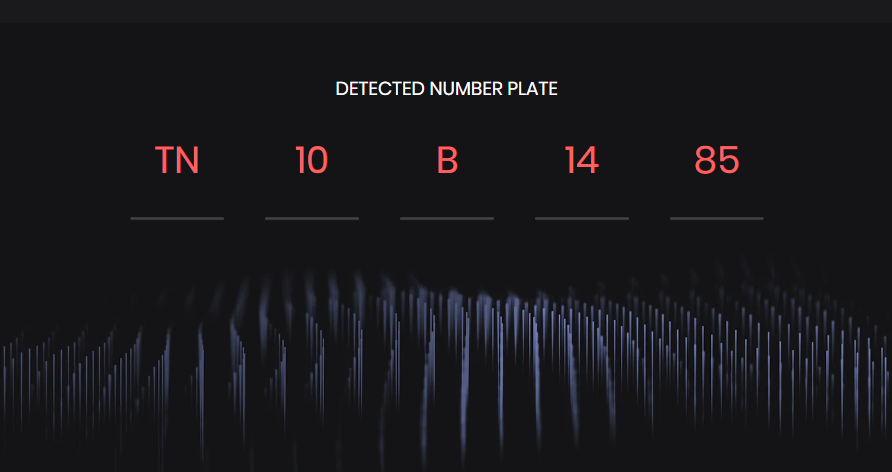 DETECTED NUMBER PLATE
TN 10 B 14 85